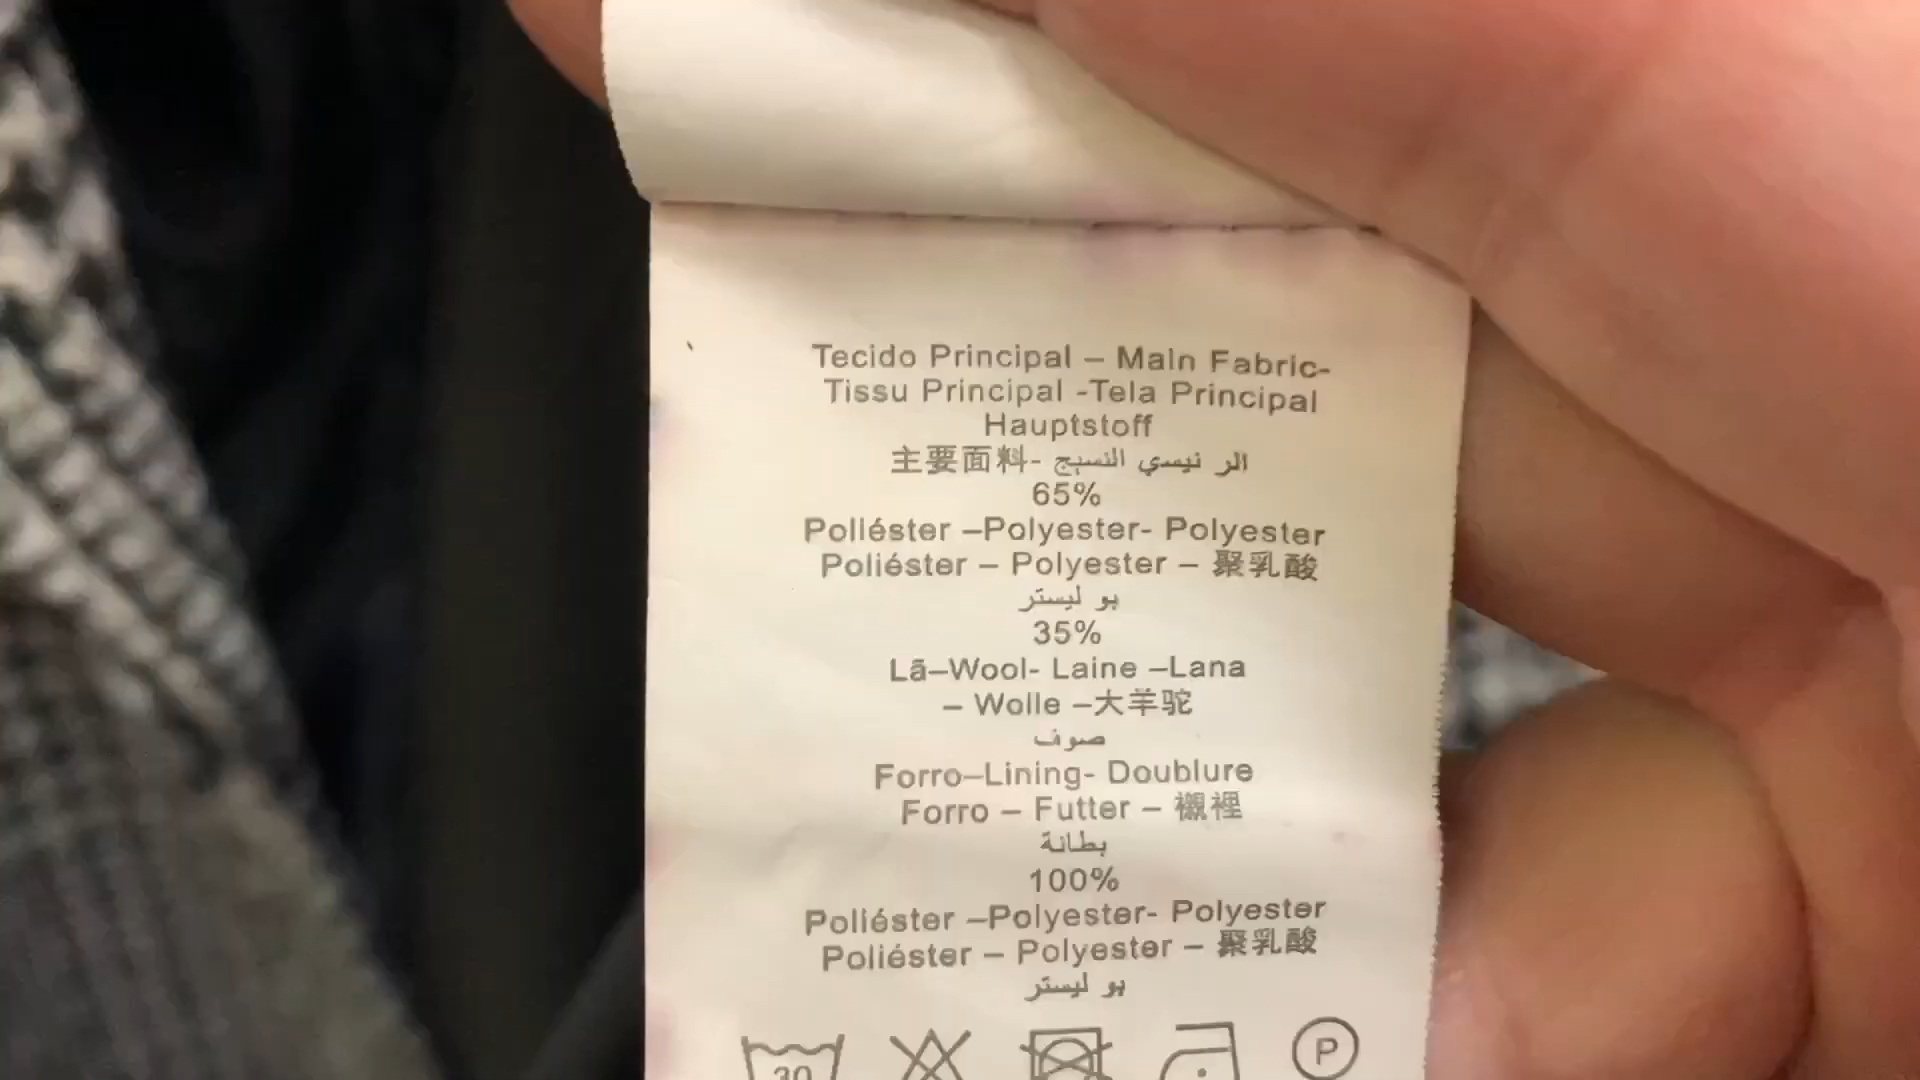 Tecido Principal – Main Fabric-
Tissu Principal -Tela Principal
Hauptstoff
主要面料- الر نيسي النسيج
65%
Poliéster –Polyester- Polyester
Poliéster – Polyester – 聚乳酸
بو ليستر
35%
Lã–Wool- Laine –Lana
– Wolle –大羊驼
صوف
Forro–Lining- Doublure
Forro – Futter – 襯裡
بطانة
100%
Poliéster –Polyester- Polyester
Poliéster – Polyester – 聚乳酸
بو ليستر
30
P